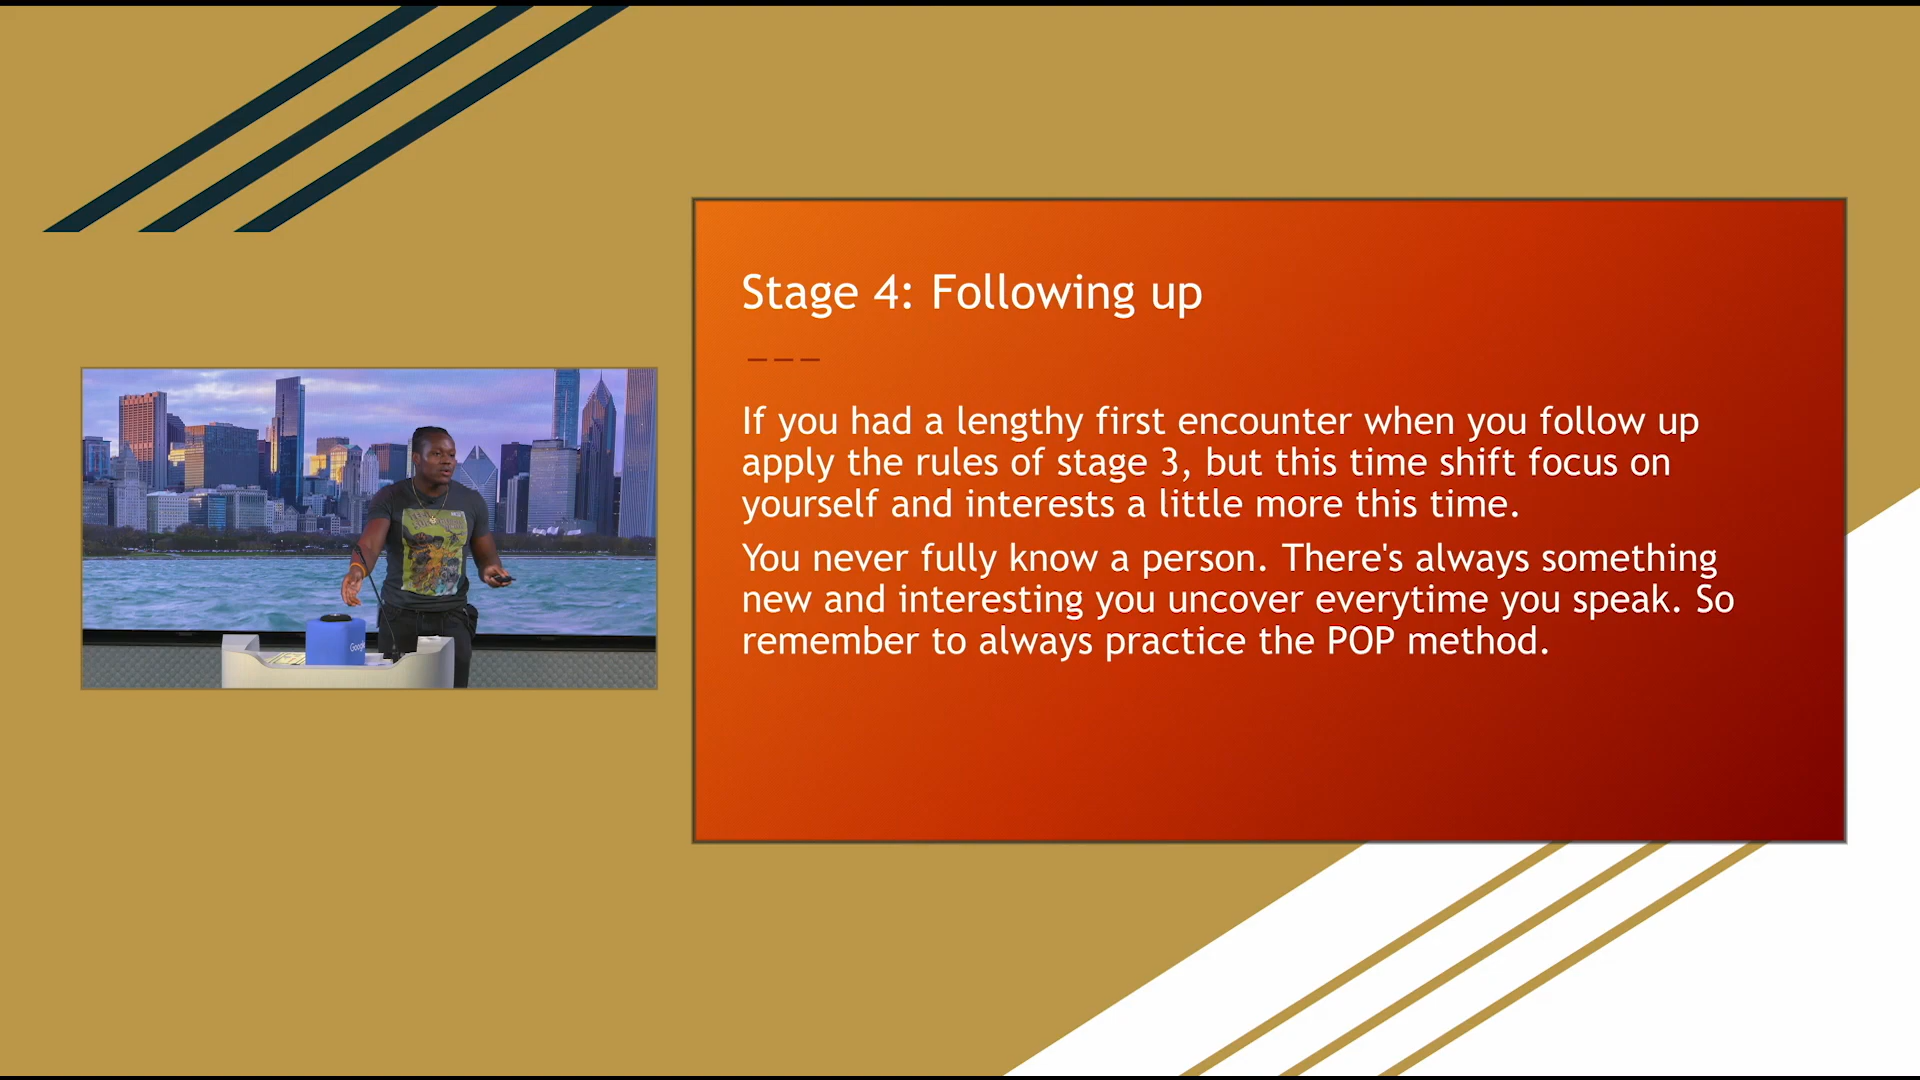 Stage 4: Following up
If you had a lengthy first encounter when you follow up
apply the rules of stage 3, but this time shift focus on
yourself and interests a little more this time.
You never fully know a person. There's always something
new and interesting you uncover everytime you speak. So
remember to always practice the POP method.